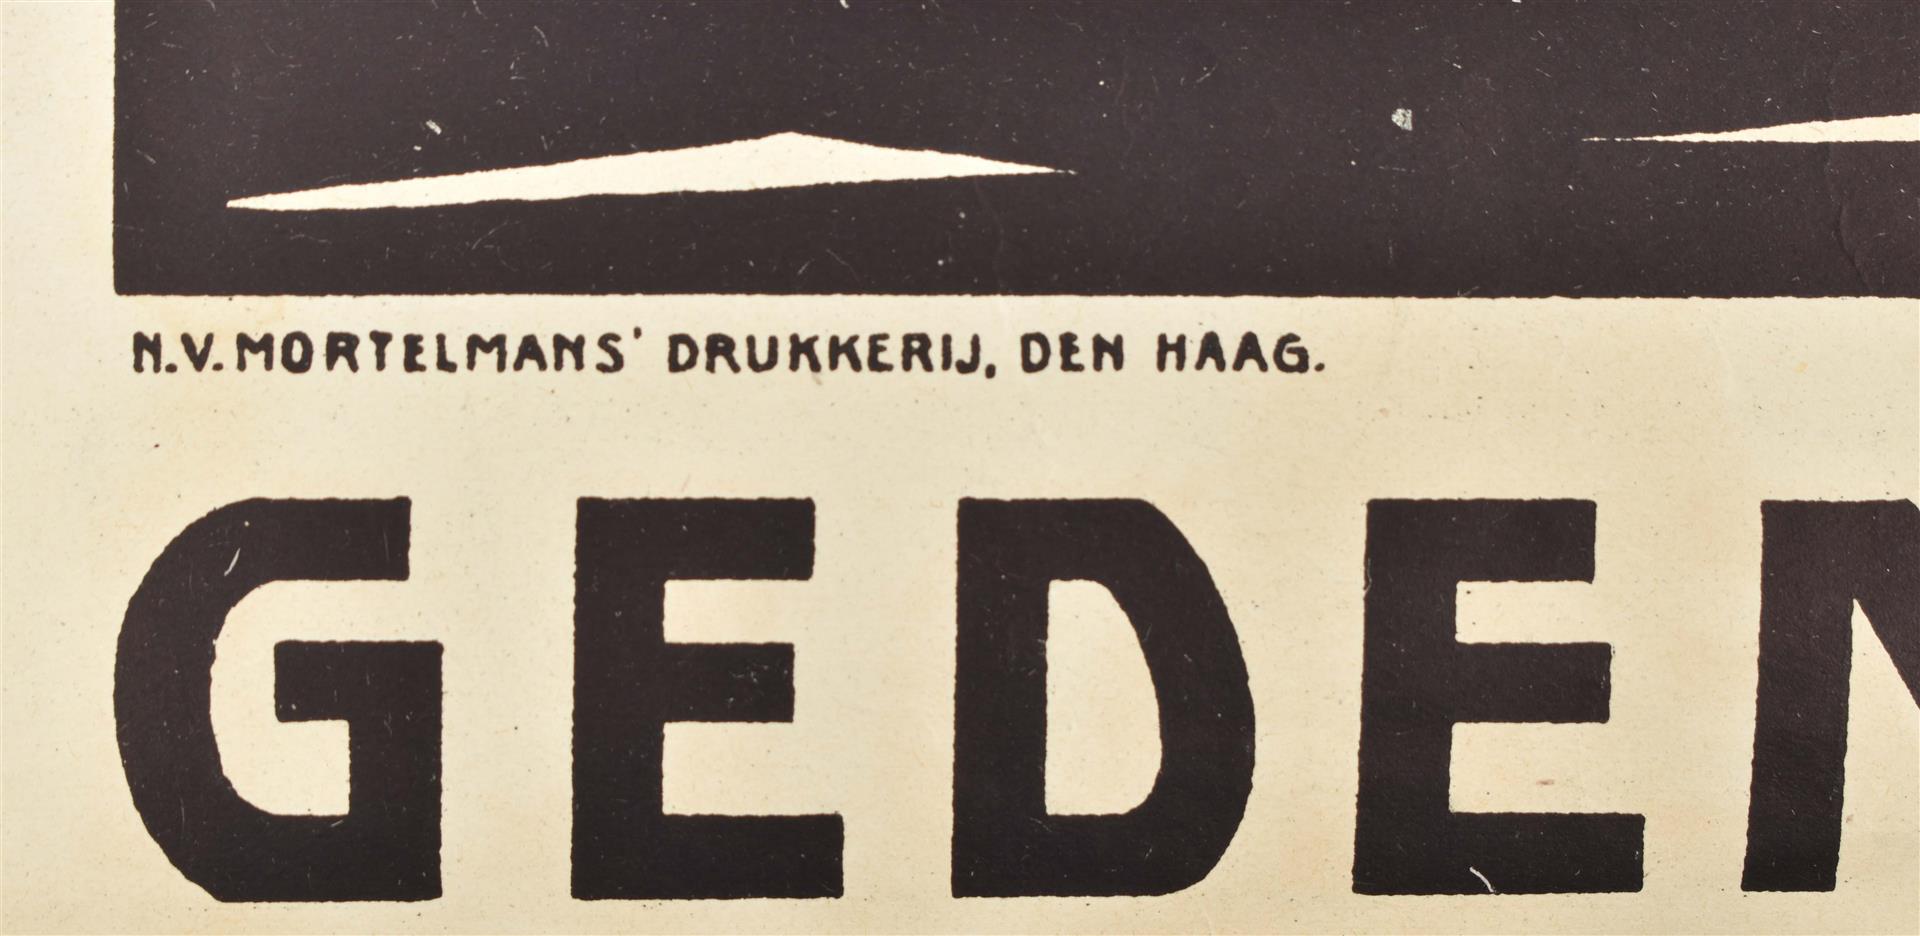 N.V. MORTELMANS' DRUKKERIJ, DEN HAAG.
GEDEN